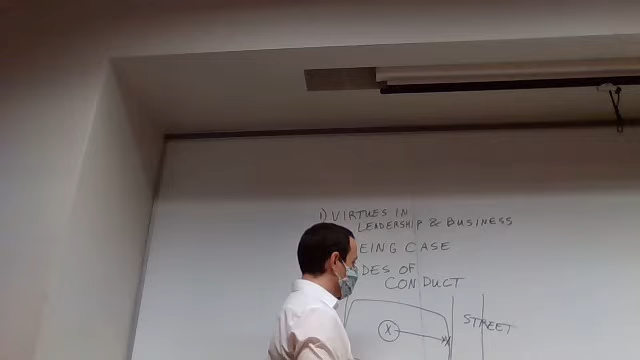 1) VIRTUES IN
LEADERSHIP & BUSINESS
EING CASE
DES OF
CONDUCT
X
STREET